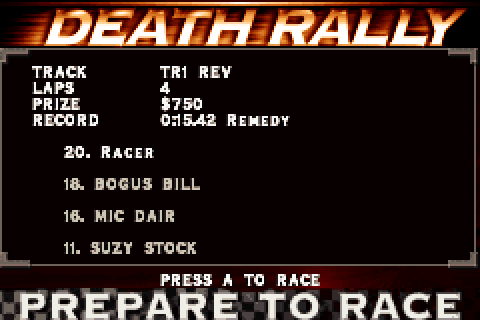 DEATH RALLY
TRACK TR1 REV
LAPS 4
PRIZE $750
RECORD 0:15.42 REMEDY
20. RACER
18. BOGUS BILL
16. MIC DAIR
11. SUZY STOCK
PRESS A TO RACE
PREPARE TO RACE